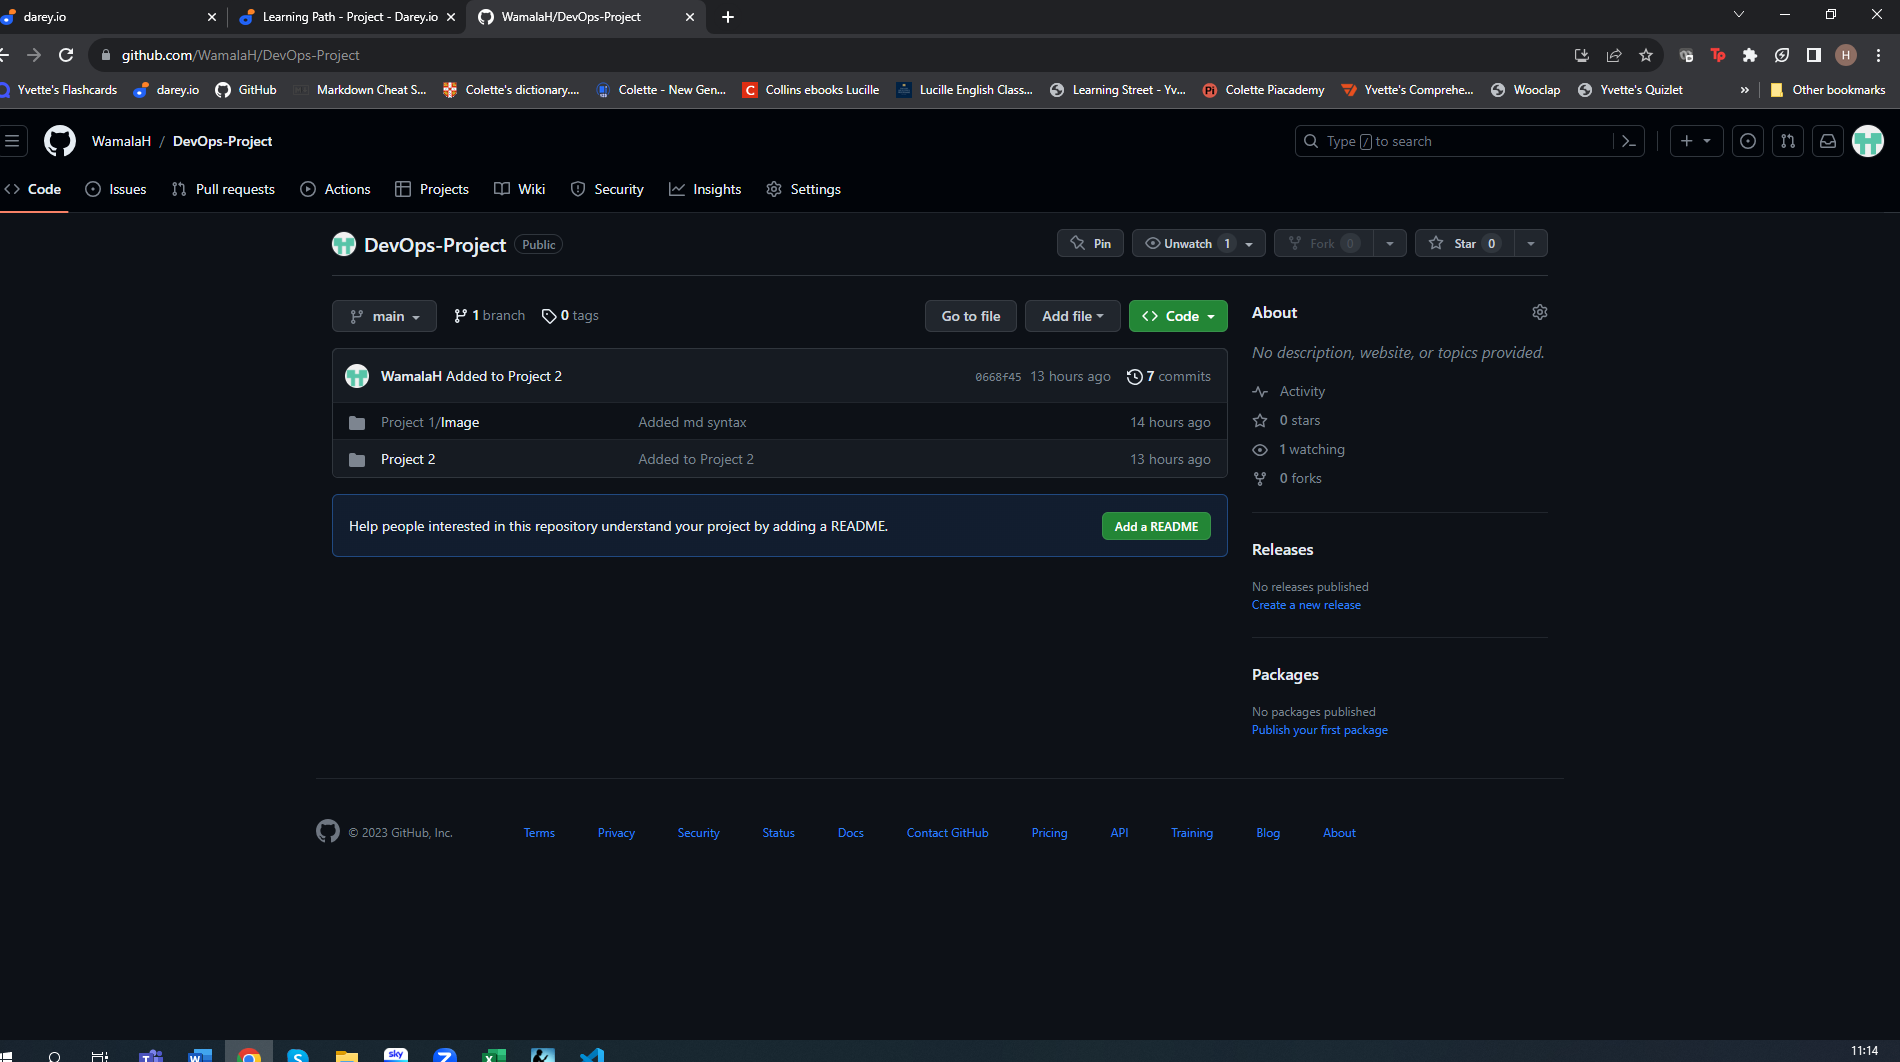 darey.io
Learning Path - Project - Darey.io
WamalaH/DevOps-Project
github.com/WamalaH/DevOps-Project
Tp
H
Yvette's Flashcards
darey.io
GitHub
Markdown Cheat S...
Colette's dictionary....
Colette - New Gen...
C
Collins ebooks Lucille
Lucille English Class...
Learning Street - Yv...
Pi
Colette Piacademy
Yvette's Comprehe...
Wooclap
Yvette's Quizlet
»
Other bookmarks
WamalaH / DevOps-Project
Type / to search
Code
Issues
Pull requests
Actions
Projects
Wiki
Security
Insights
Settings
DevOps-Project Public
Pin
Unwatch 1
Fork 0
Star 0
main
1 branch
0 tags
Go to file
Add file
Code
WamalaH Added to Project 2
0668f45 13 hours ago
7 commits
Project 1/Image
Added md syntax
14 hours ago
Project 2
Added to Project 2
13 hours ago
Help people interested in this repository understand your project by adding a README.
Add a README
About
No description, website, or topics provided.
Activity
0 stars
1 watching
0 forks
Releases
No releases published
Create a new release
Packages
No packages published
Publish your first package
© 2023 GitHub, Inc.
Terms
Privacy
Security
Status
Docs
Contact GitHub
Pricing
API
Training
Blog
About
sky
11:14